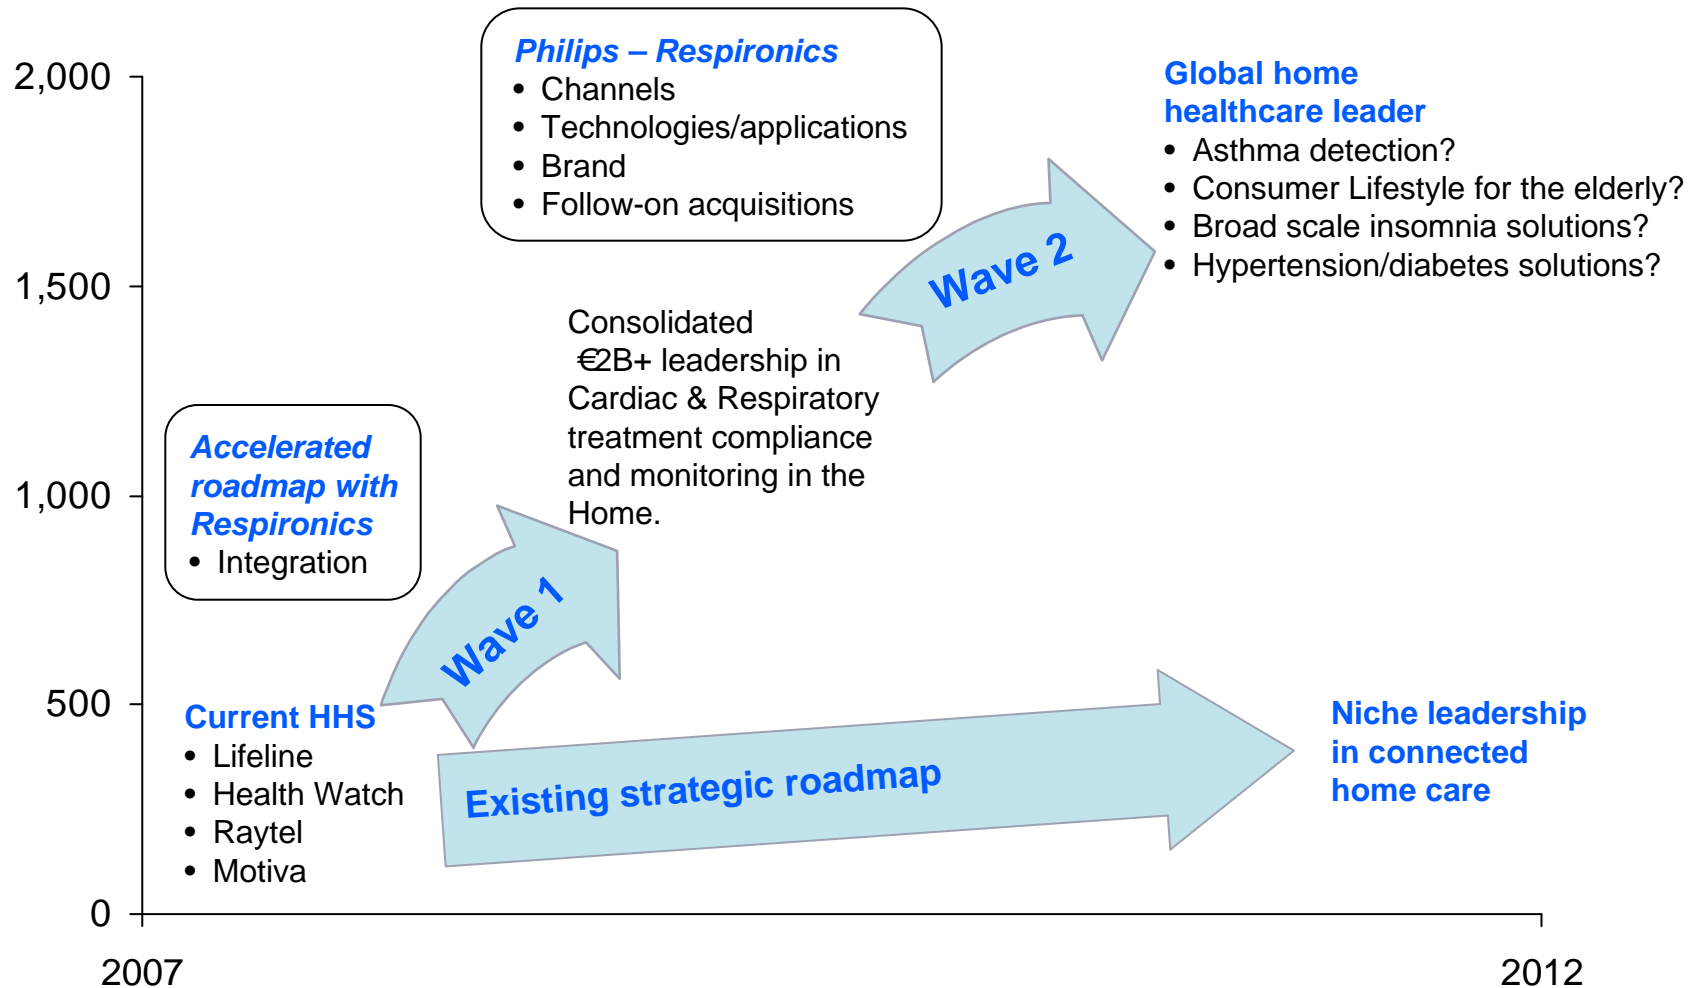 Philips – Respironics
• Channels
• Technologies/applications
• Brand
• Follow-on acquisitions
Global home
healthcare leader
• Asthma detection?
• Consumer Lifestyle for the elderly?
• Broad scale insomnia solutions?
• Hypertension/diabetes solutions?
2,000
1,500
1,000
500
0
Wave 2
Consolidated
€2B+ leadership in
Cardiac & Respiratory
treatment compliance
and monitoring in the
Home.
Accelerated
roadmap with
Respironics
• Integration
Wave 1
Current HHS
• Lifeline
• Health Watch
• Raytel
• Motiva
Existing strategic roadmap
Niche leadership
in connected
home care
2007
2012